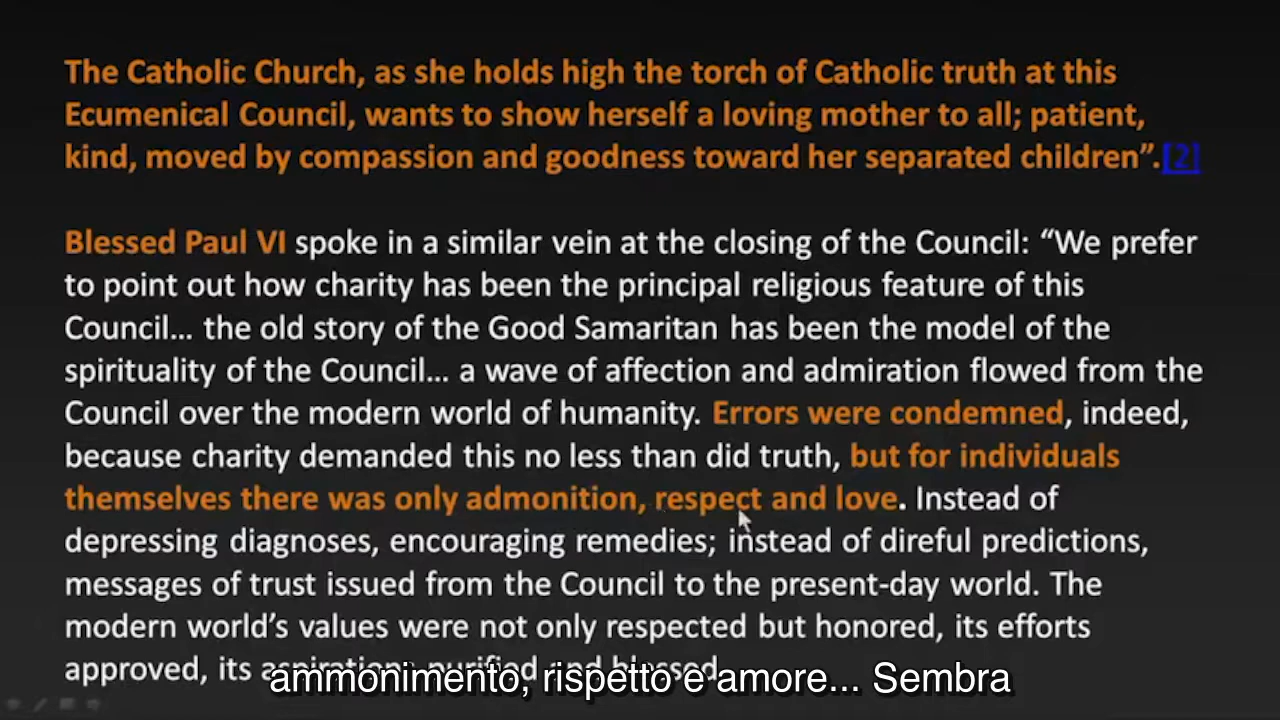 The Catholic Church, as she holds high the torch of Catholic truth at this
Ecumenical Council, wants to show herself a loving mother to all; patient,
kind, moved by compassion and goodness toward her separated children”.[2]
Blessed Paul VI spoke in a similar vein at the closing of the Council: “We prefer
to point out how charity has been the principal religious feature of this
Council… the old story of the Good Samaritan has been the model of the
spirituality of the Council… a wave of affection and admiration flowed from the
Council over the modern world of humanity. Errors were condemned, indeed,
because charity demanded this no less than did truth, but for individuals
themselves there was only admonition, respect and love. Instead of
depressing diagnoses, encouraging remedies; instead of direful predictions,
messages of trust issued from the Council to the present-day world. The
modern world’s values were not only respected but honored, its efforts
approved, its aspirations purified and blessed.
ammonimento, rispetto e amore... Sembra